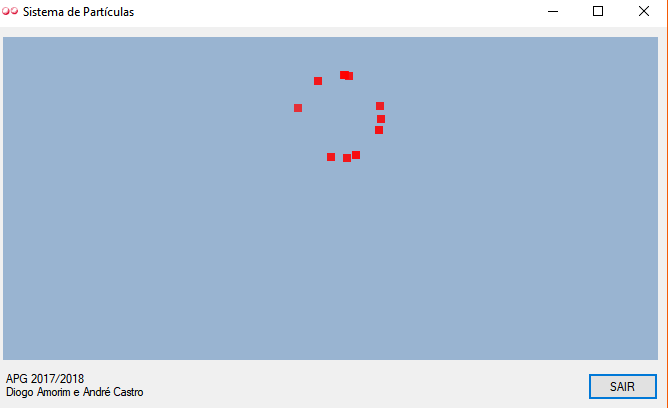 Sistema de Partículas
APG 2017/2018
Diogo Amorim e André Castro
SAIR